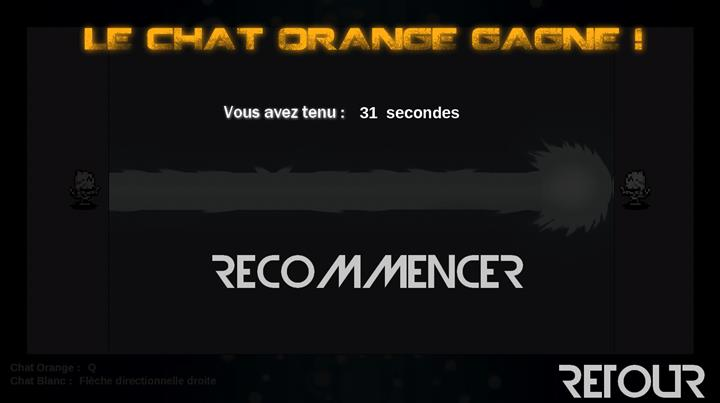 LE CHAT ORANGE GAGNE !
Vous avez tenu : 31 secondes
RECOMMENCER
Chat Orange : Q
Chat Blanc : Flèche directionnelle droite
RETOUR